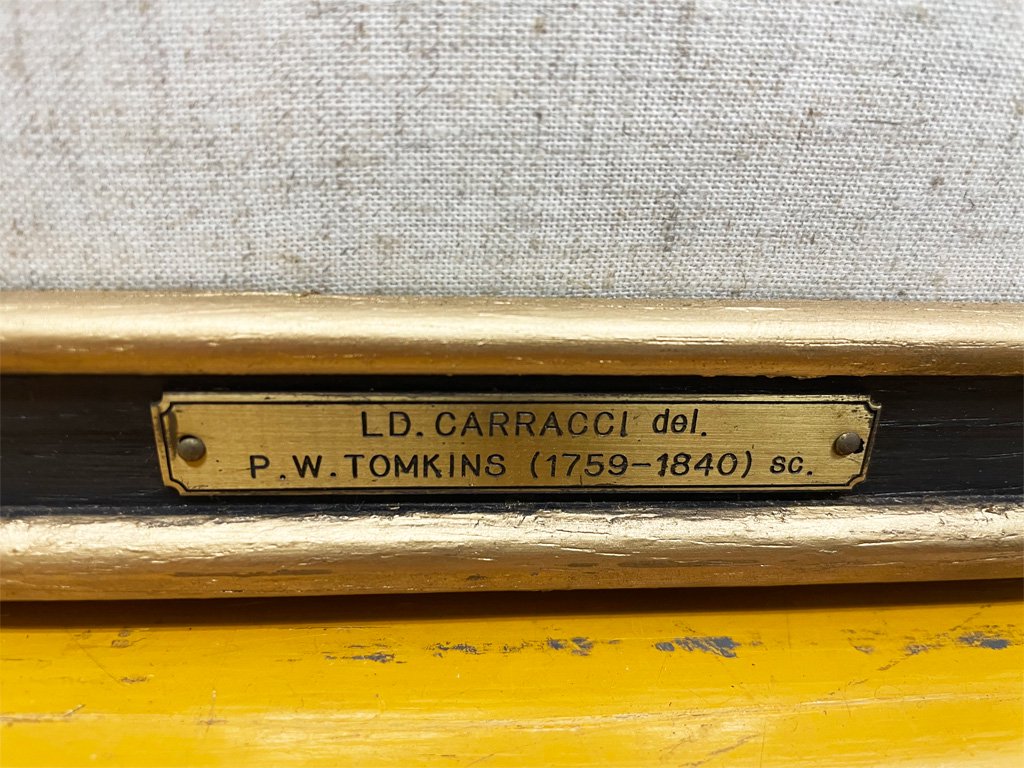 LD. CARRACCI del.
P.W. TOMKINS (1759-1840) sc.